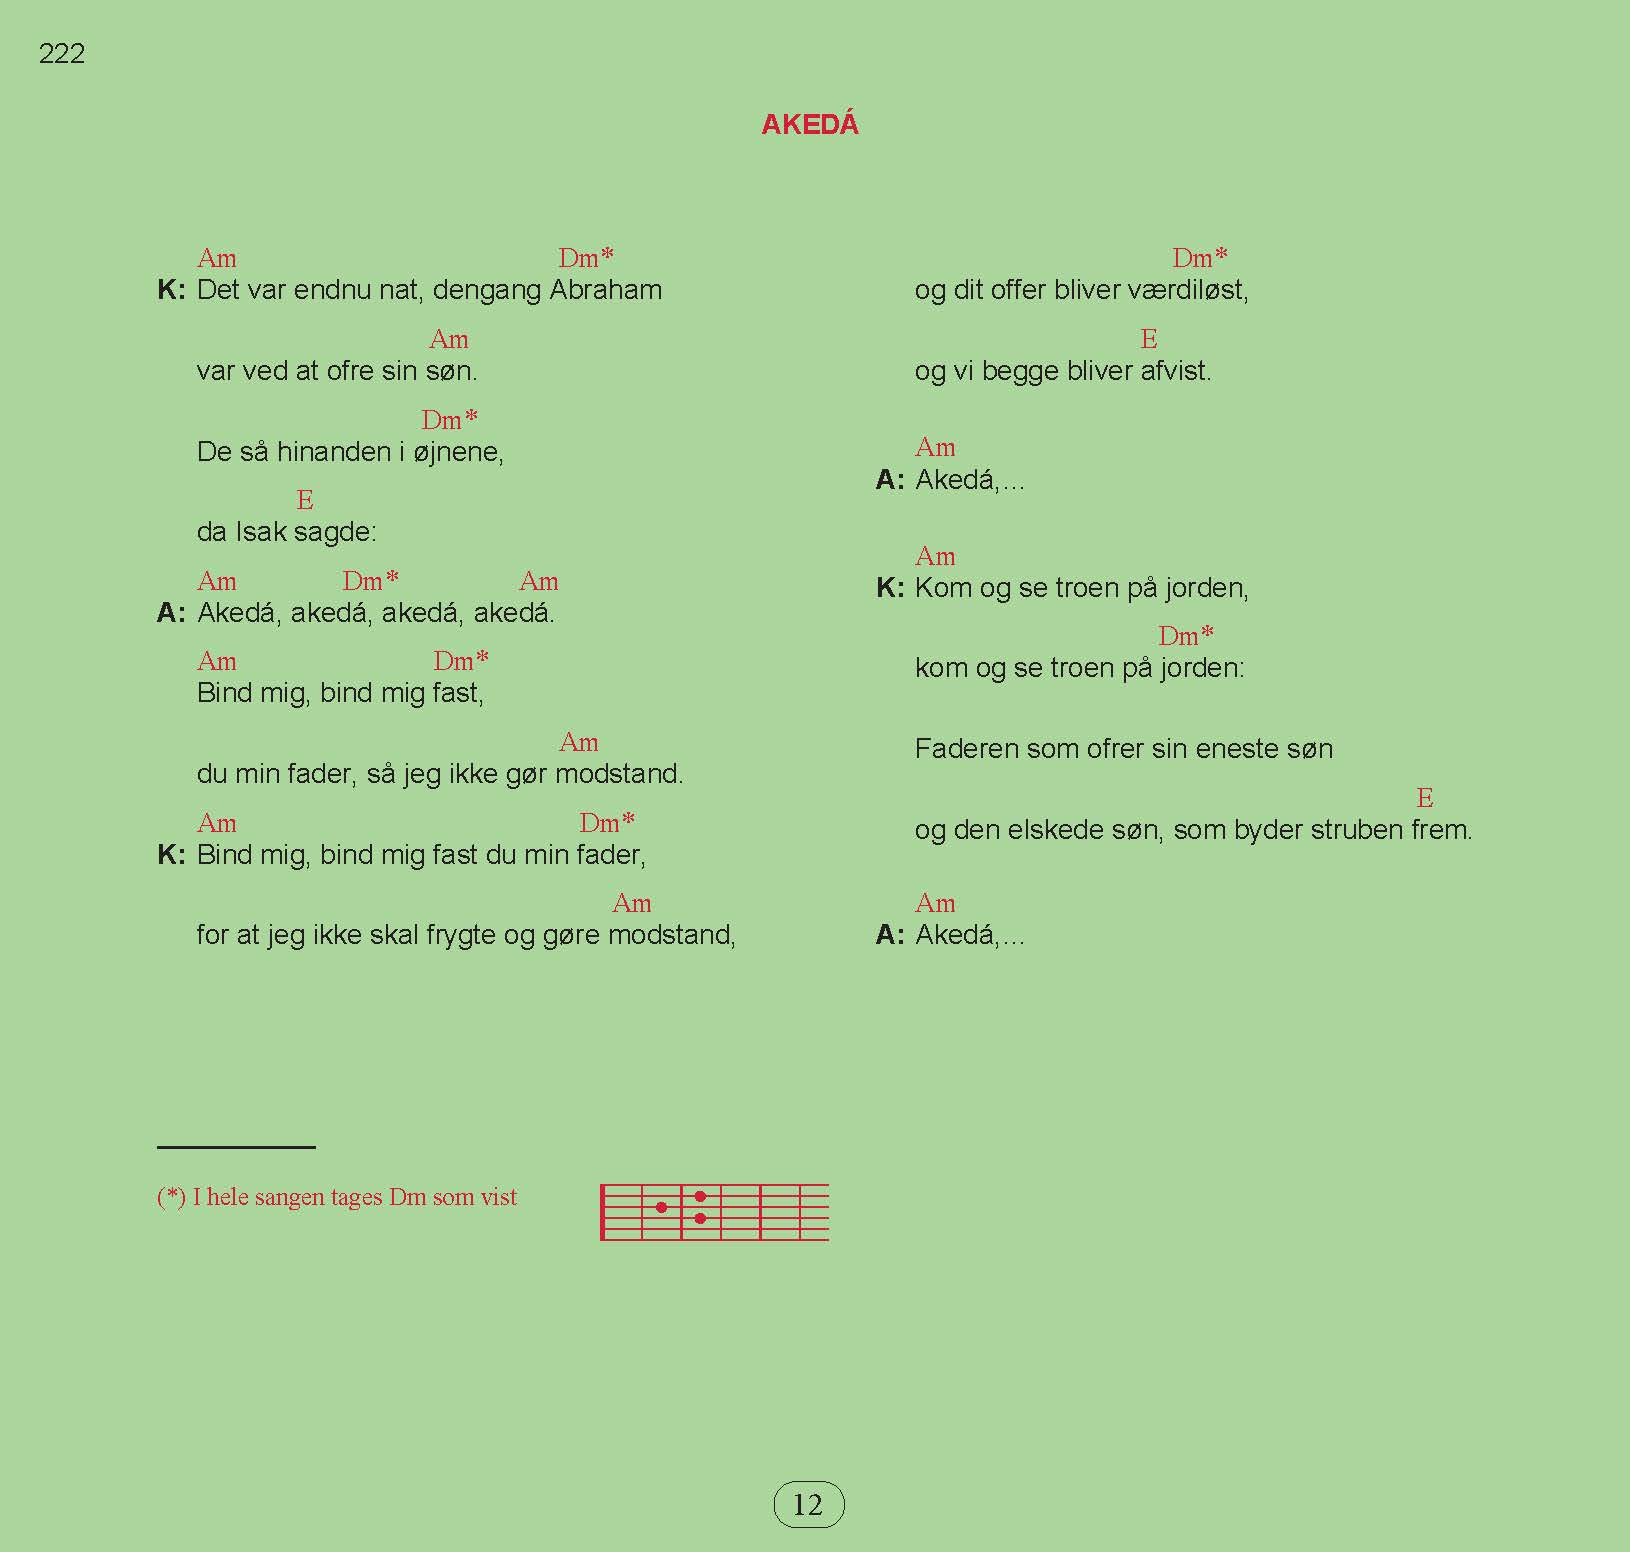 222
AKEDÁ
Am Dm*
K: Det var endnu nat, dengang Abraham
Am
var ved at ofre sin søn.
Dm*
De så hinanden i øjnene,
E
da Isak sagde:
Am Dm* Am
A: Akedá, akedá, akedá, akedá.
Am Dm*
Bind mig, bind mig fast,
Am
du min fader, så jeg ikke gør modstand.
Am Dm*
K: Bind mig, bind mig fast du min fader,
Am
for at jeg ikke skal frygte og gøre modstand,
Dm*
og dit offer bliver værdiløst,
E
og vi begge bliver afvist.
Am
A: Akedá,...
Am
K: Kom og se troen på jorden,
Dm*
kom og se troen på jorden:
Faderen som ofrer sin eneste søn
E
og den elskede søn, som byder struben frem.
Am
A: Akedá,...
(*) I hele sangen tages Dm som vist
12